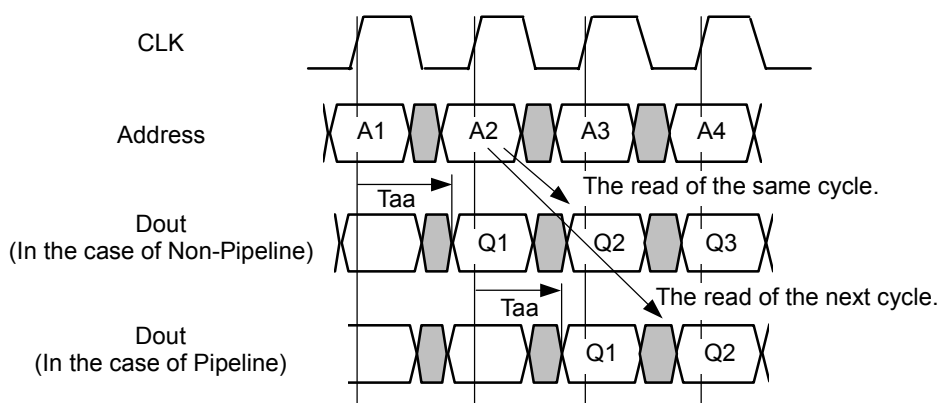 CLK
Address
A1
A2
A3
A4
The read of the same cycle.
Taa
Dout
(In the case of Non-Pipeline)
Q1
Q2
Q3
The read of the next cycle.
Taa
Dout
(In the case of Pipeline)
Q1
Q2